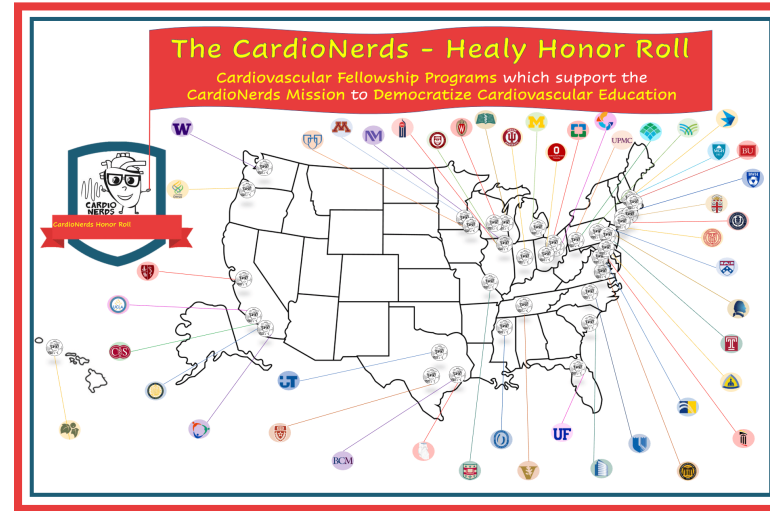 The CardioNerds - Healy Honor Roll
Cardiovascular Fellowship Programs which support the
CardioNerds Mission to Democratize Cardiovascular Education
W
M
M
UPMC
BU
CARDIO
NERDS
CardioNerds Honor Roll
UCLA
CS
T
UF
BCM
V